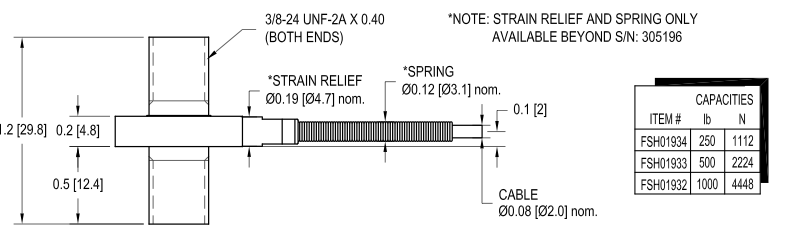 3/8-24 UNF-2A X 0.40
(BOTH ENDS)
*NOTE: STRAIN RELIEF AND SPRING ONLY
AVAILABLE BEYOND S/N: 305196
*STRAIN RELIEF
Ø0.19 [Ø4.7] nom.
*SPRING
Ø0.12 [Ø3.1] nom.
0.1 [2]
1.2 [29.8]
0.2 [4.8]
0.5 [12.4]
CABLE
Ø0.08 [Ø2.0] nom.
CAPACITIES
ITEM # lb N
FSH01934 250 1112
FSH01933 500 2224
FSH01932 1000 4448